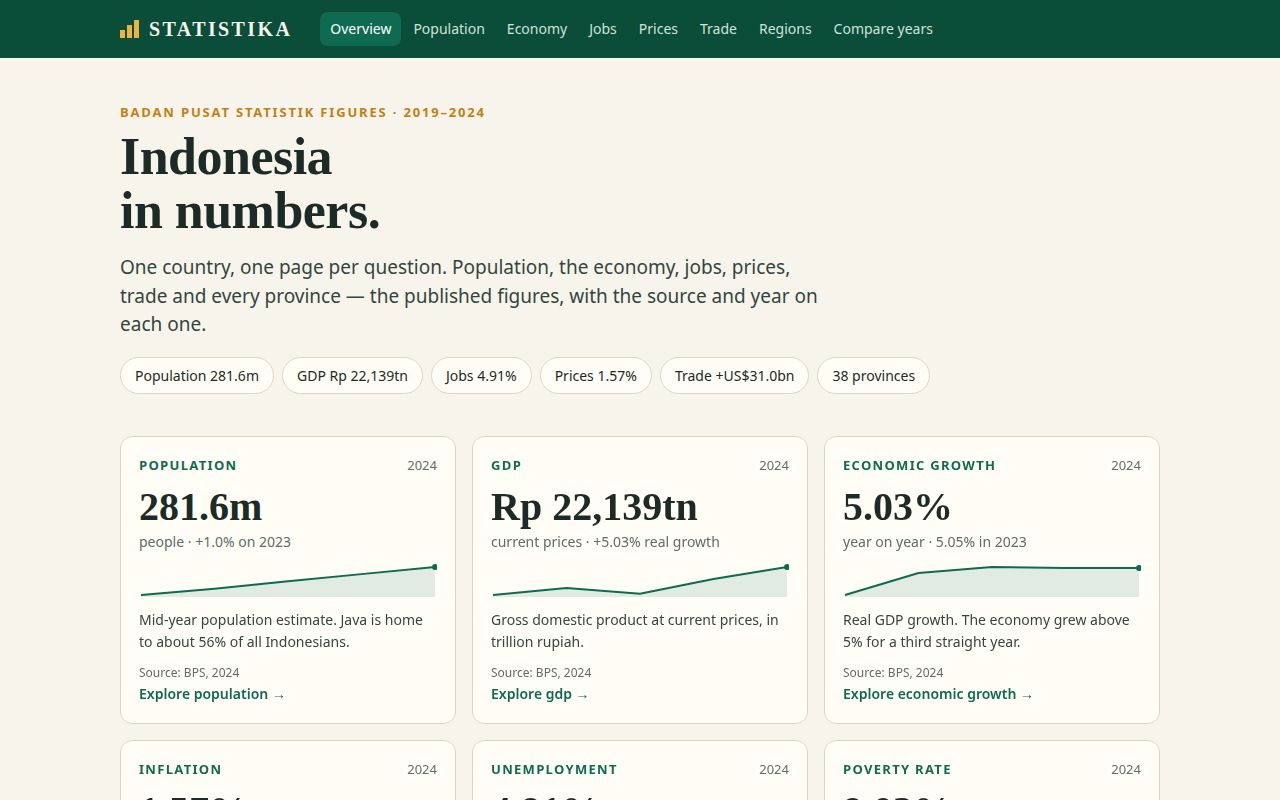 STATISTIKA
Overview Population Economy Jobs Prices Trade Regions Compare years
BADAN PUSAT STATISTIK FIGURES · 2019–2024
Indonesia
in numbers.
One country, one page per question. Population, the economy, jobs, prices,
trade and every province — the published figures, with the source and year on
each one.
Population 281.6m GDP Rp 22,139tn Jobs 4.91% Prices 1.57% Trade +US$31.0bn 38 provinces
POPULATION 2024
281.6m
people · +1.0% on 2023
Mid-year population estimate. Java is home
to about 56% of all Indonesians.
Source: BPS, 2024
Explore population →
GDP 2024
Rp 22,139tn
current prices · +5.03% real growth
Gross domestic product at current prices, in
trillion rupiah.
Source: BPS, 2024
Explore gdp →
ECONOMIC GROWTH 2024
5.03%
year on year · 5.05% in 2023
Real GDP growth. The economy grew above
5% for a third straight year.
Source: BPS, 2024
Explore economic growth →
INFLATION 2024
UNEMPLOYMENT 2024
POVERTY RATE 2024